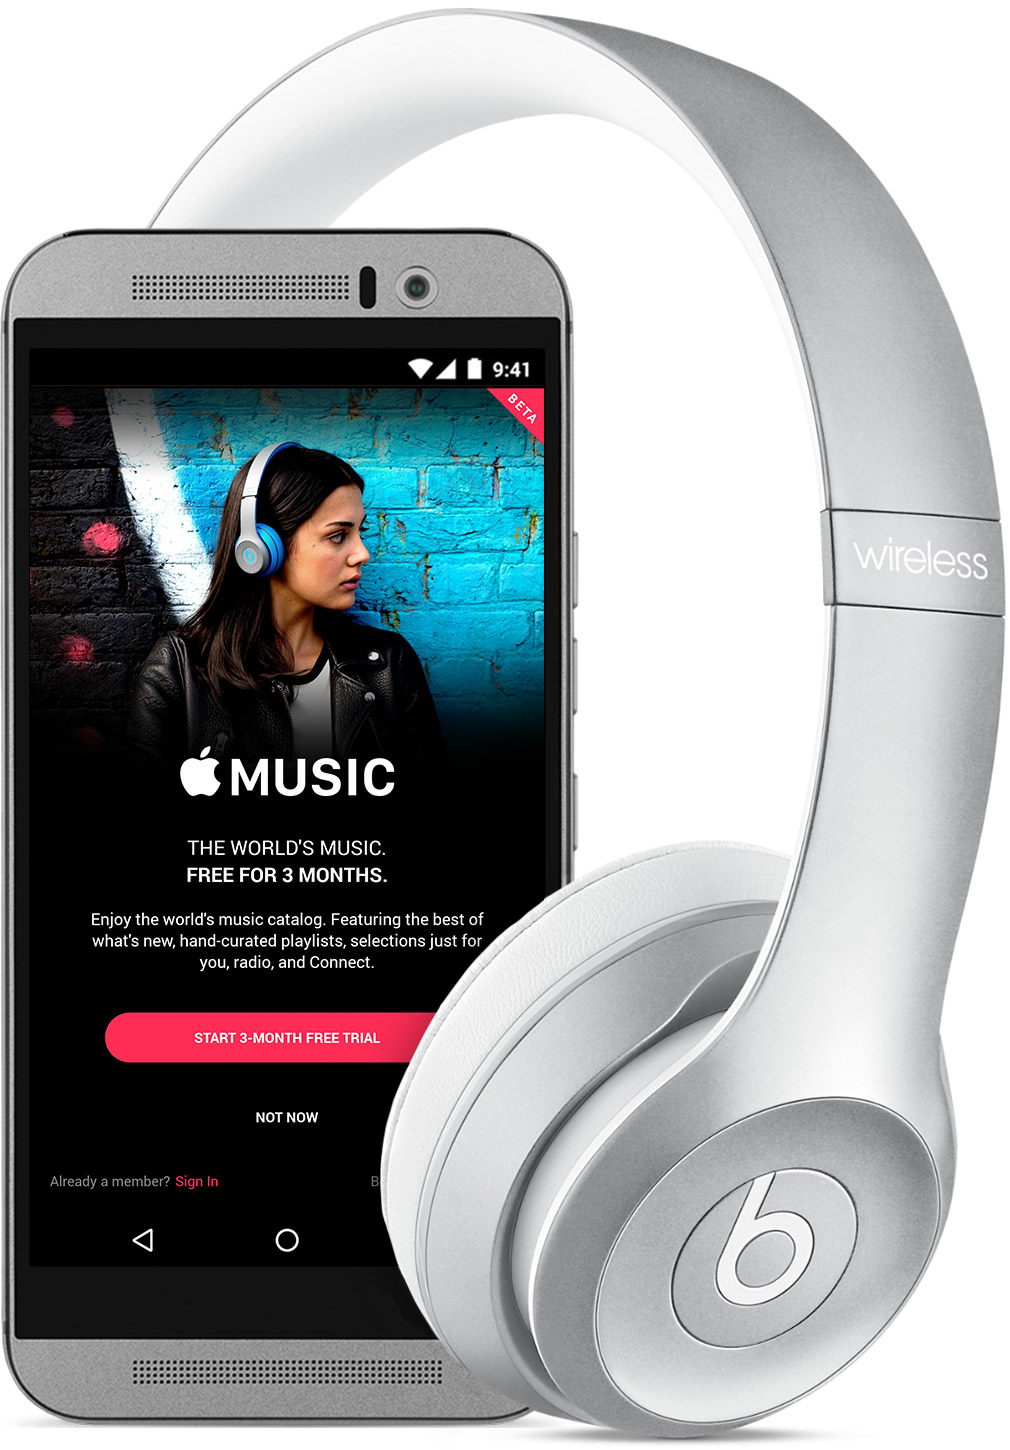 9:41
BETA
MUSIC
THE WORLD'S MUSIC.
FREE FOR 3 MONTHS.
Enjoy the world's music catalog. Featuring the best of
what's new, hand-curated playlists, selections just for
you, radio, and Connect.
START 3-MONTH FREE TRIAL
NOT NOW
Already a member? Sign In
wireless
b